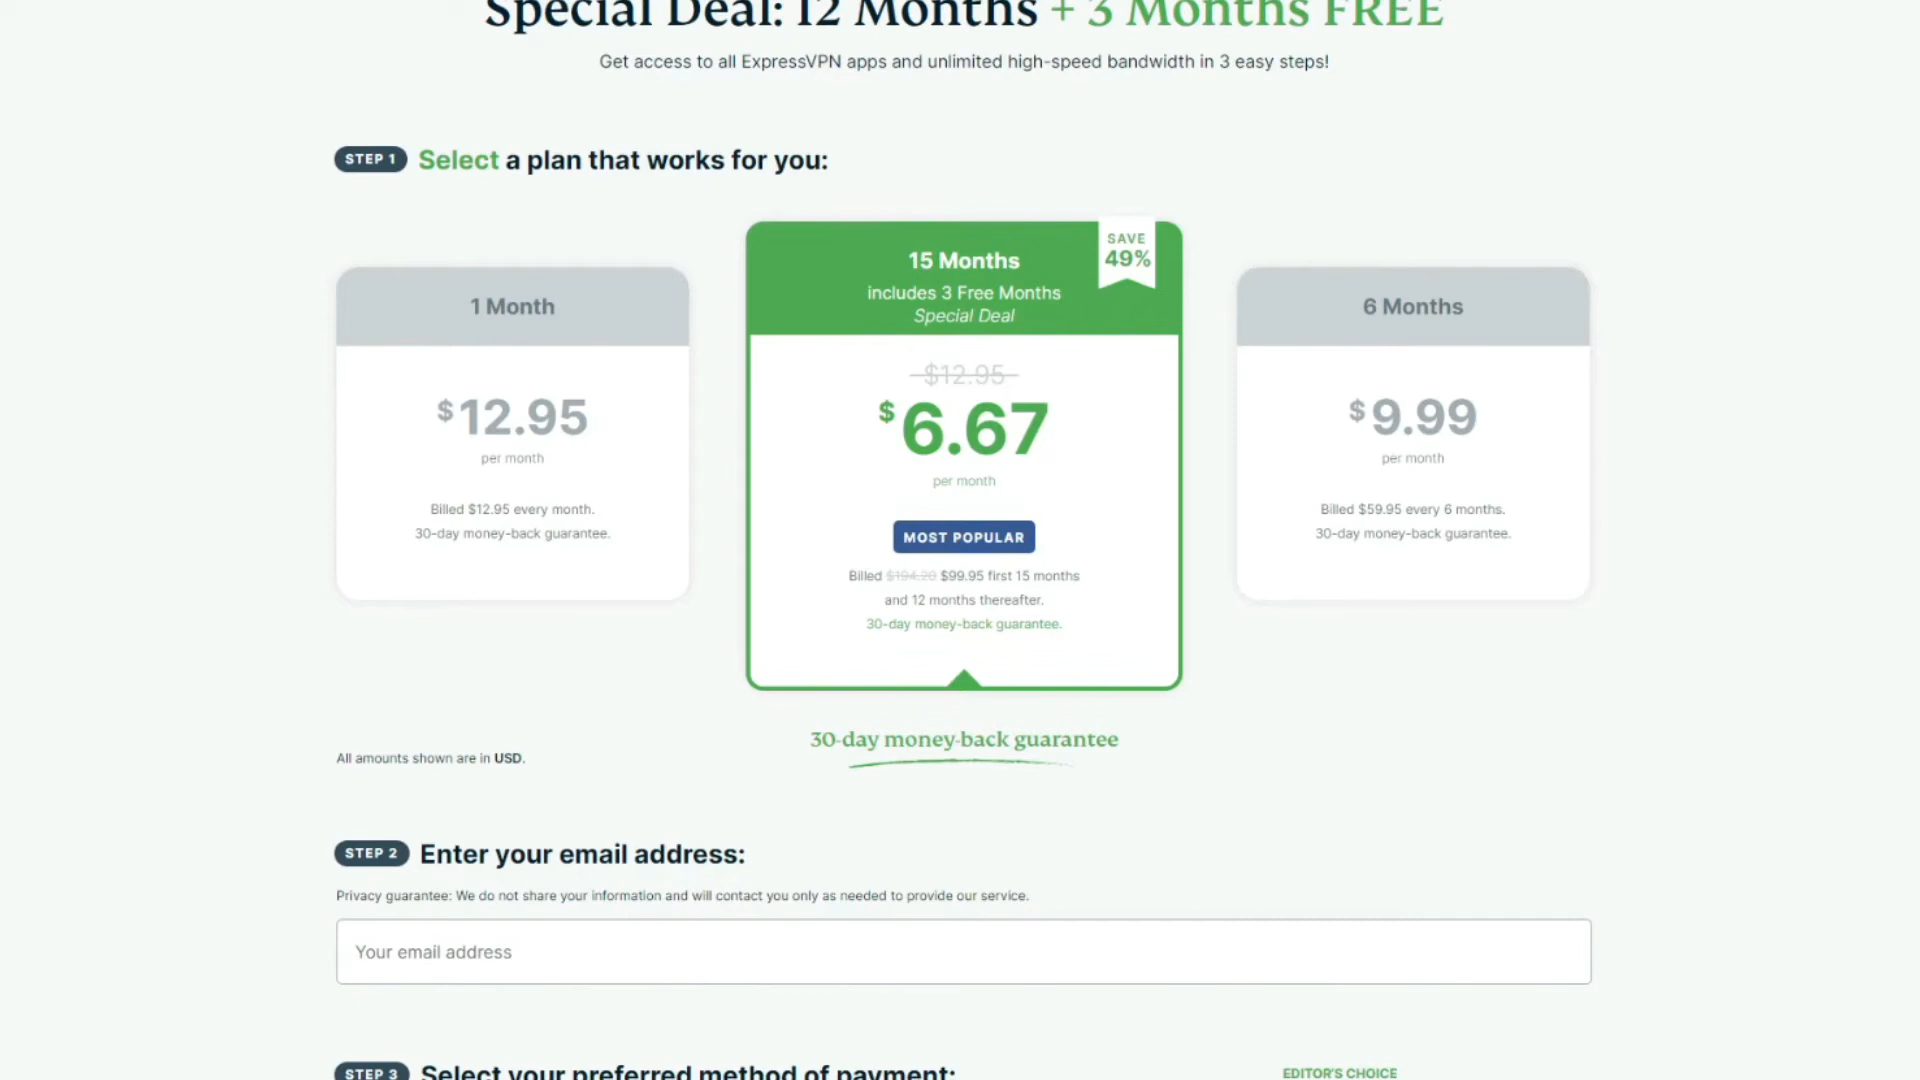 Special Deal: 12 Months + 3 Months FREE
Get access to all ExpressVPN apps and unlimited high-speed bandwidth in 3 easy steps!
STEP 1 Select a plan that works for you:
1 Month
$12.95
per month
Billed $12.95 every month.
30-day money-back guarantee.
SAVE
49%
15 Months
includes 3 Free Months
Special Deal
$12.95
$6.67
per month
MOST POPULAR
Billed $194.26 $99.95 first 15 months
and 12 months thereafter.
30-day money-back guarantee.
6 Months
$9.99
per month
Billed $59.95 every 6 months.
30-day money-back guarantee.
30-day money-back guarantee
All amounts shown are in USD.
STEP 2 Enter your email address:
Privacy guarantee: We do not share your information and will contact you only as needed to provide our service.
Your email address
STEP 3 Select your preferred method of payment:
EDITOR'S CHOICE